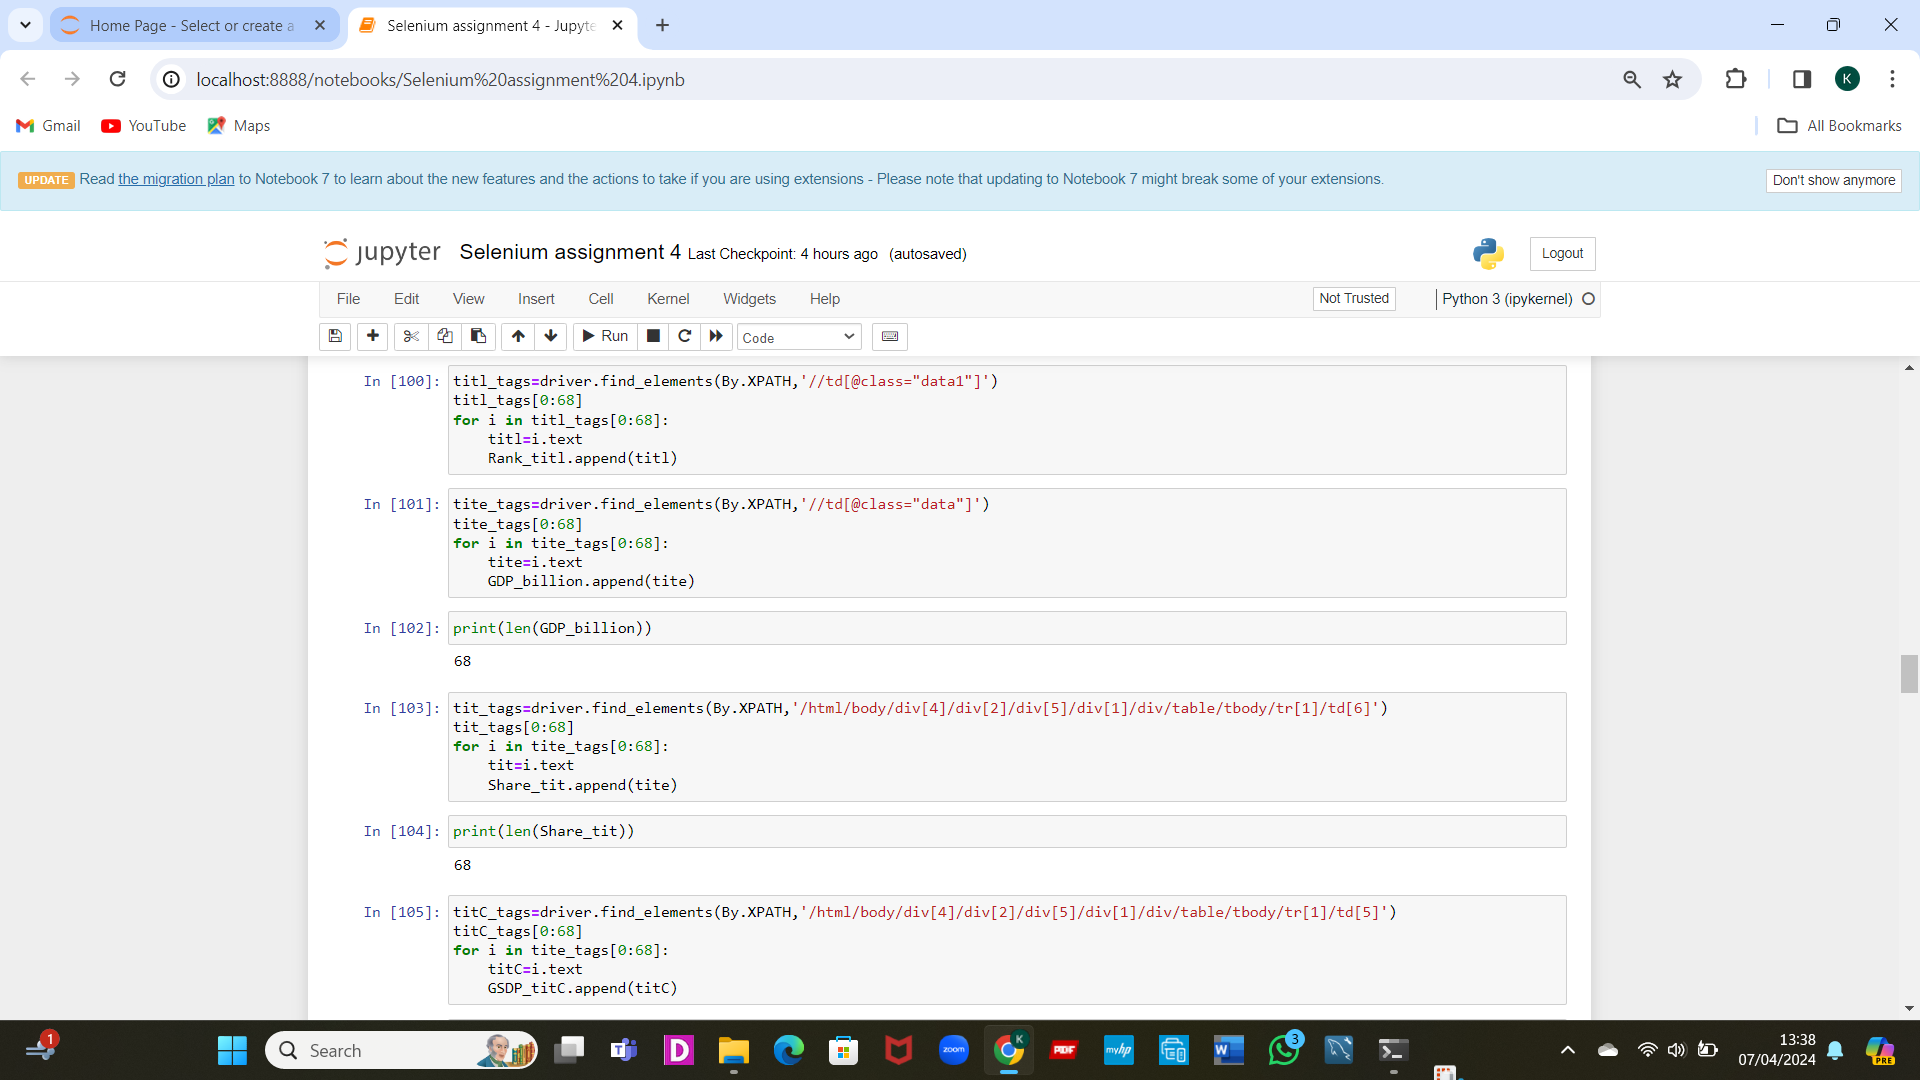 Home Page - Select or create a
Selenium assignment 4 - Jupyte
localhost:8888/notebooks/Selenium%20assignment%204.ipynb
K
Gmail
YouTube
Maps
All Bookmarks
UPDATE Read the migration plan to Notebook 7 to learn about the new features and the actions to take if you are using extensions - Please note that updating to Notebook 7 might break some of your extensions.
Don't show anymore
jupyter Selenium assignment 4 Last Checkpoint: 4 hours ago (autosaved)
Logout
File Edit View Insert Cell Kernel Widgets Help
Not Trusted
Python 3 (ipykernel)
Run
Code
In [100]: titl_tags=driver.find_elements(By.XPATH,'//td[@class="data1"]')
titl_tags[0:68]
for i in titl_tags[0:68]:
    titl=i.text
    Rank_titl.append(titl)
In [101]: tite_tags=driver.find_elements(By.XPATH,'//td[@class="data"]')
tite_tags[0:68]
for i in tite_tags[0:68]:
    tite=i.text
    GDP_billion.append(tite)
In [102]: print(len(GDP_billion))
68
In [103]: tit_tags=driver.find_elements(By.XPATH,'/html/body/div[4]/div[2]/div[5]/div[1]/div/table/tbody/tr[1]/td[6]')
tit_tags[0:68]
for i in tite_tags[0:68]:
    tit=i.text
    Share_tit.append(tite)
In [104]: print(len(Share_tit))
68
In [105]: titC_tags=driver.find_elements(By.XPATH,'/html/body/div[4]/div[2]/div[5]/div[1]/div/table/tbody/tr[1]/td[5]')
titC_tags[0:68]
for i in tite_tags[0:68]:
    titC=i.text
    GSDP_titC.append(titC)
1
Search
D
zoom
K
PDF
myhp
W
3
13:38
07/04/2024
PRE